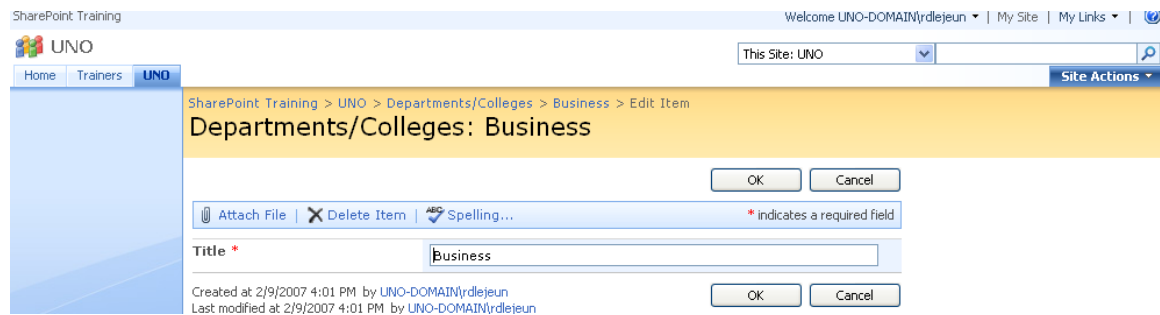 SharePoint Training Welcome UNO-DOMAIN\rdlejeun | My Site | My Links |
UNO
This Site: UNO
Home Trainers UNO Site Actions
SharePoint Training > UNO > Departments/Colleges > Business > Edit Item
Departments/Colleges: Business
OK Cancel
Attach File | Delete Item | ABC Spelling... * indicates a required field
Title * Business
Created at 2/9/2007 4:01 PM by UNO-DOMAIN\rdlejeun OK Cancel
Last modified at 2/9/2007 4:01 PM by UNO-DOMAIN\rdlejeun